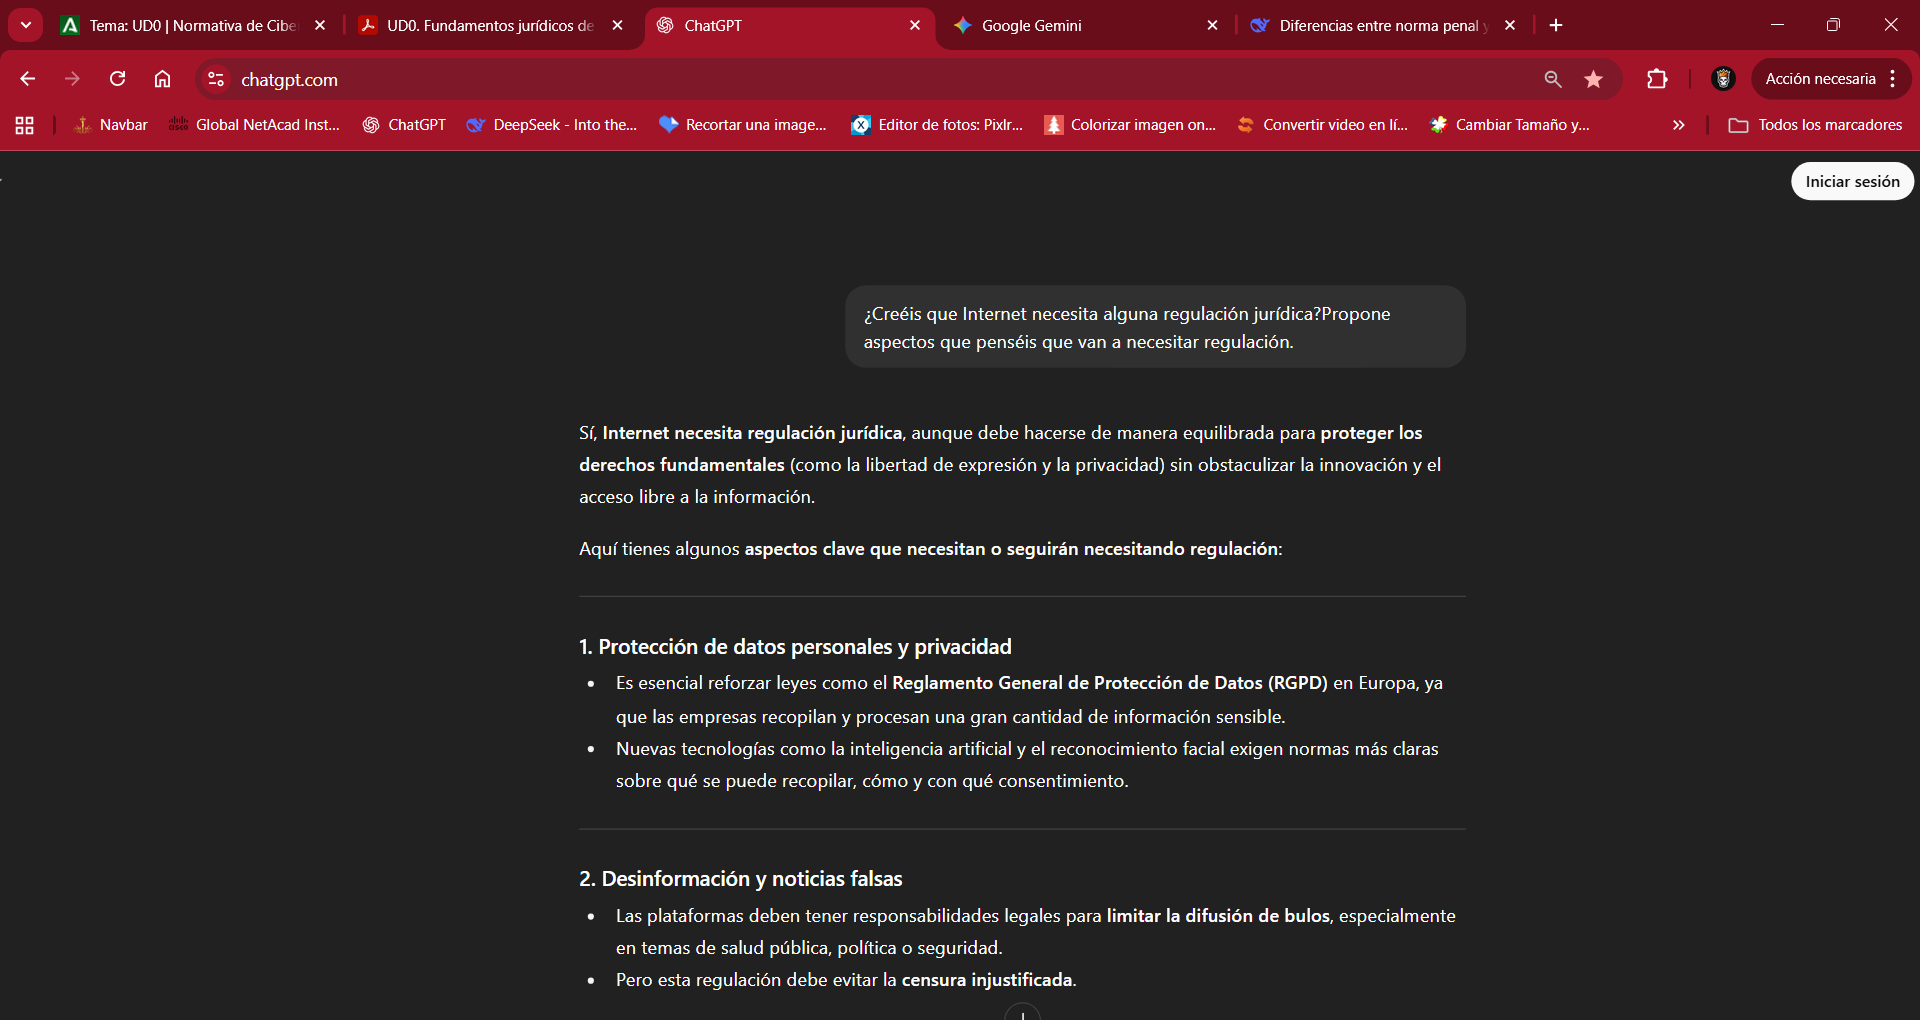 Tema: UD0 | Normativa de Cibe
UD0. Fundamentos jurídicos de
ChatGPT
Google Gemini
Diferencias entre norma penal y
chatgpt.com
Acción necesaria
Navbar
Global NetAcad Inst...
ChatGPT
DeepSeek - Into the...
Recortar una image...
Editor de fotos: Pixlr...
Colorizar imagen on...
Convertir video en lí...
Cambiar Tamaño y...
Todos los marcadores
Iniciar sesión
¿Creéis que Internet necesita alguna regulación jurídica?Propone
aspectos que penséis que van a necesitar regulación.
Sí, Internet necesita regulación jurídica, aunque debe hacerse de manera equilibrada para proteger los
derechos fundamentales (como la libertad de expresión y la privacidad) sin obstaculizar la innovación y el
acceso libre a la información.
Aquí tienes algunos aspectos clave que necesitan o seguirán necesitando regulación:
1. Protección de datos personales y privacidad
• Es esencial reforzar leyes como el Reglamento General de Protección de Datos (RGPD) en Europa, ya
que las empresas recopilan y procesan una gran cantidad de información sensible.
• Nuevas tecnologías como la inteligencia artificial y el reconocimiento facial exigen normas más claras
sobre qué se puede recopilar, cómo y con qué consentimiento.
2. Desinformación y noticias falsas
• Las plataformas deben tener responsabilidades legales para limitar la difusión de bulos, especialmente
en temas de salud pública, política o seguridad.
• Pero esta regulación debe evitar la censura injustificada.